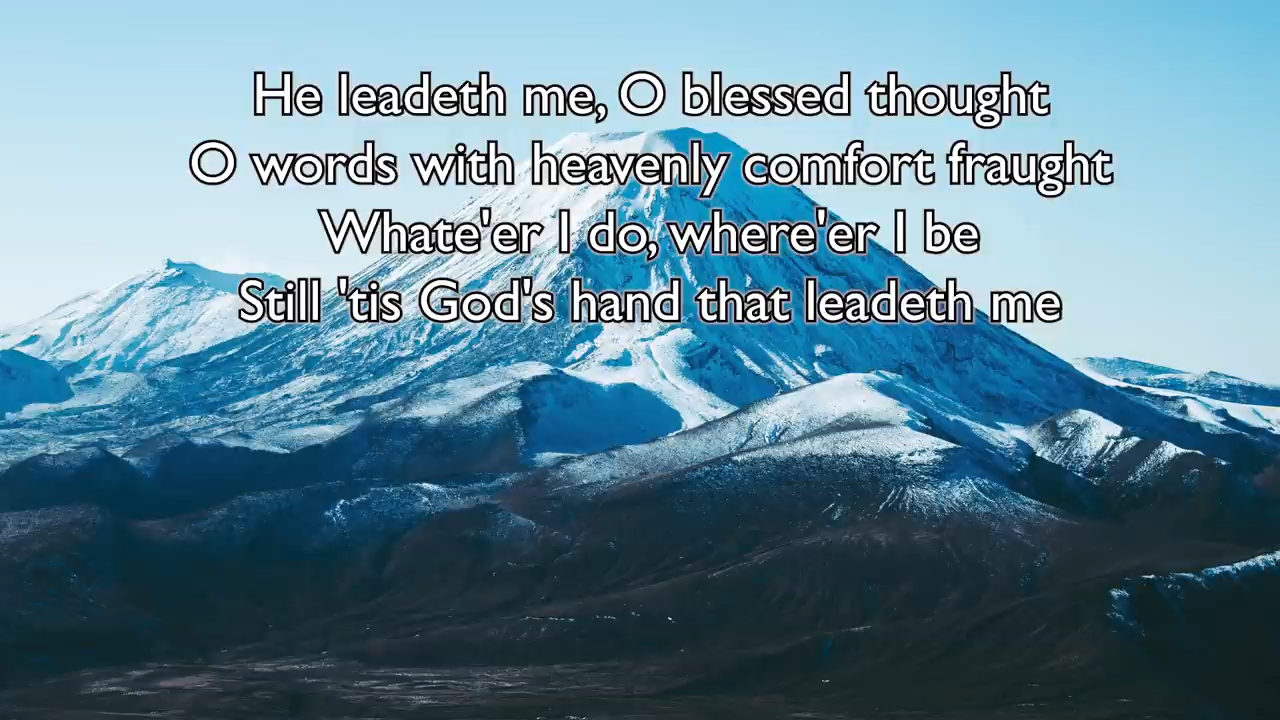 He leadeth me, O blessed thought
O words with heavenly comfort fraught
Whate'er I do, where'er I be
Still 'tis God's hand that leadeth me